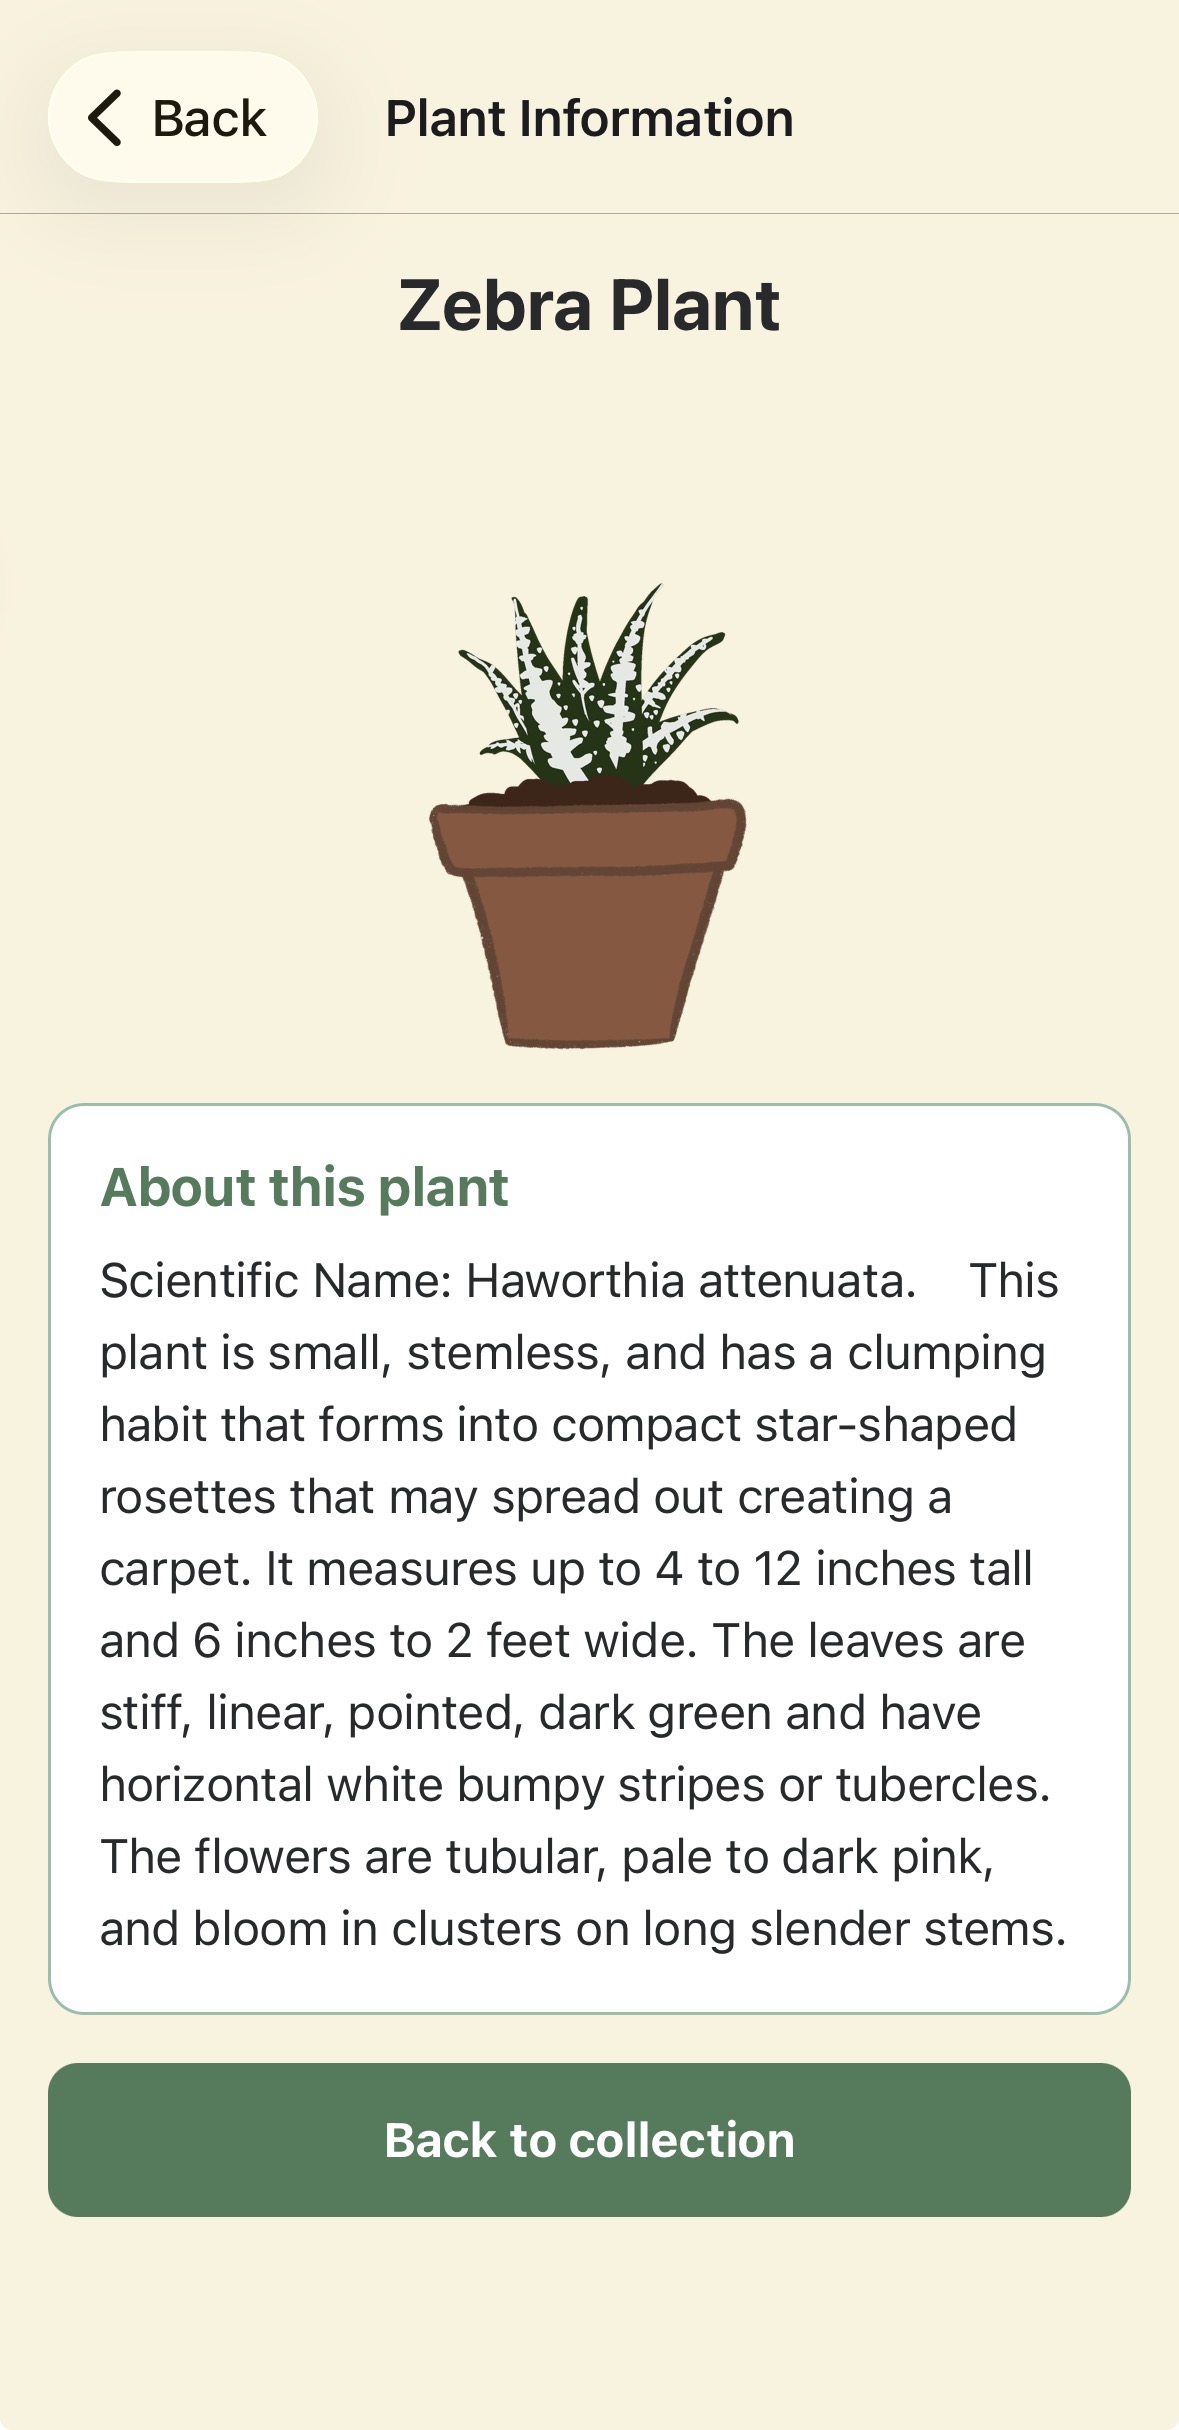 Back
Plant Information
Zebra Plant
About this plant
Scientific Name: Haworthia attenuata.    This
plant is small, stemless, and has a clumping
habit that forms into compact star-shaped
rosettes that may spread out creating a
carpet. It measures up to 4 to 12 inches tall
and 6 inches to 2 feet wide. The leaves are
stiff, linear, pointed, dark green and have
horizontal white bumpy stripes or tubercles.
The flowers are tubular, pale to dark pink,
and bloom in clusters on long slender stems.
Back to collection